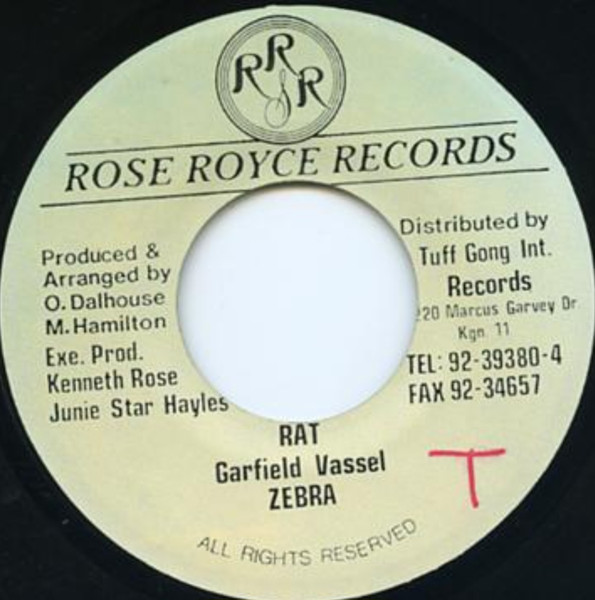 RRSR
ROSE ROYCE RECORDS
Produced &
Arranged by
O. Dalhouse
M. Hamilton
Exe. Prod.
Kenneth Rose
Junie Star Hayles
Distributed by
Tuff Gong Int.
Records
220 Marcus Garvey Dr
Kgn. 11
TEL: 92-39380-4
FAX 92-34657
RAT
Garfield Vassel
ZEBRA
T
ALL RIGHTS RESERVED